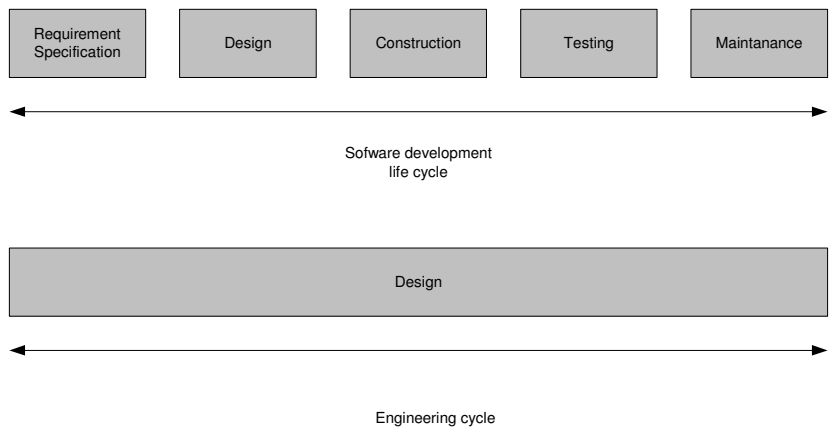 Requirement
Specification
Design
Construction
Testing
Maintanance
Sofware development
life cycle
Design
Engineering cycle